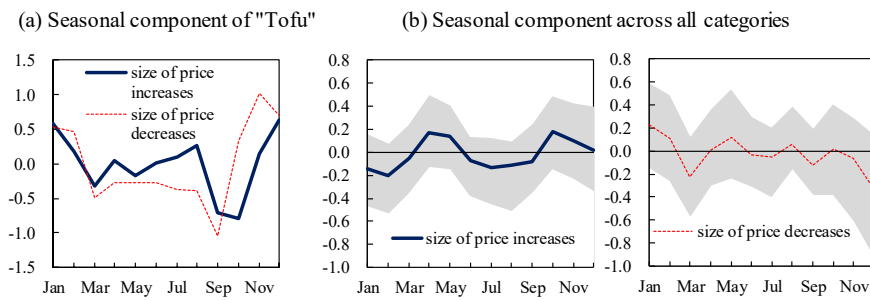 (a) Seasonal component of "Tofu"
(b) Seasonal component across all categories
1.5
1.0
0.5
0.0
-0.5
-1.0
-1.5
size of price
increases
size of price
decreases
Jan Mar May Jul Sep Nov
0.8
0.6
0.4
0.2
0.0
-0.2
-0.4
-0.6
-0.8
-1.0
size of price increases
Jan Mar May Jul Sep Nov
0.8
0.6
0.4
0.2
0.0
-0.2
-0.4
-0.6
-0.8
-1.0
size of price decreases
Jan Mar May Jul Sep Nov